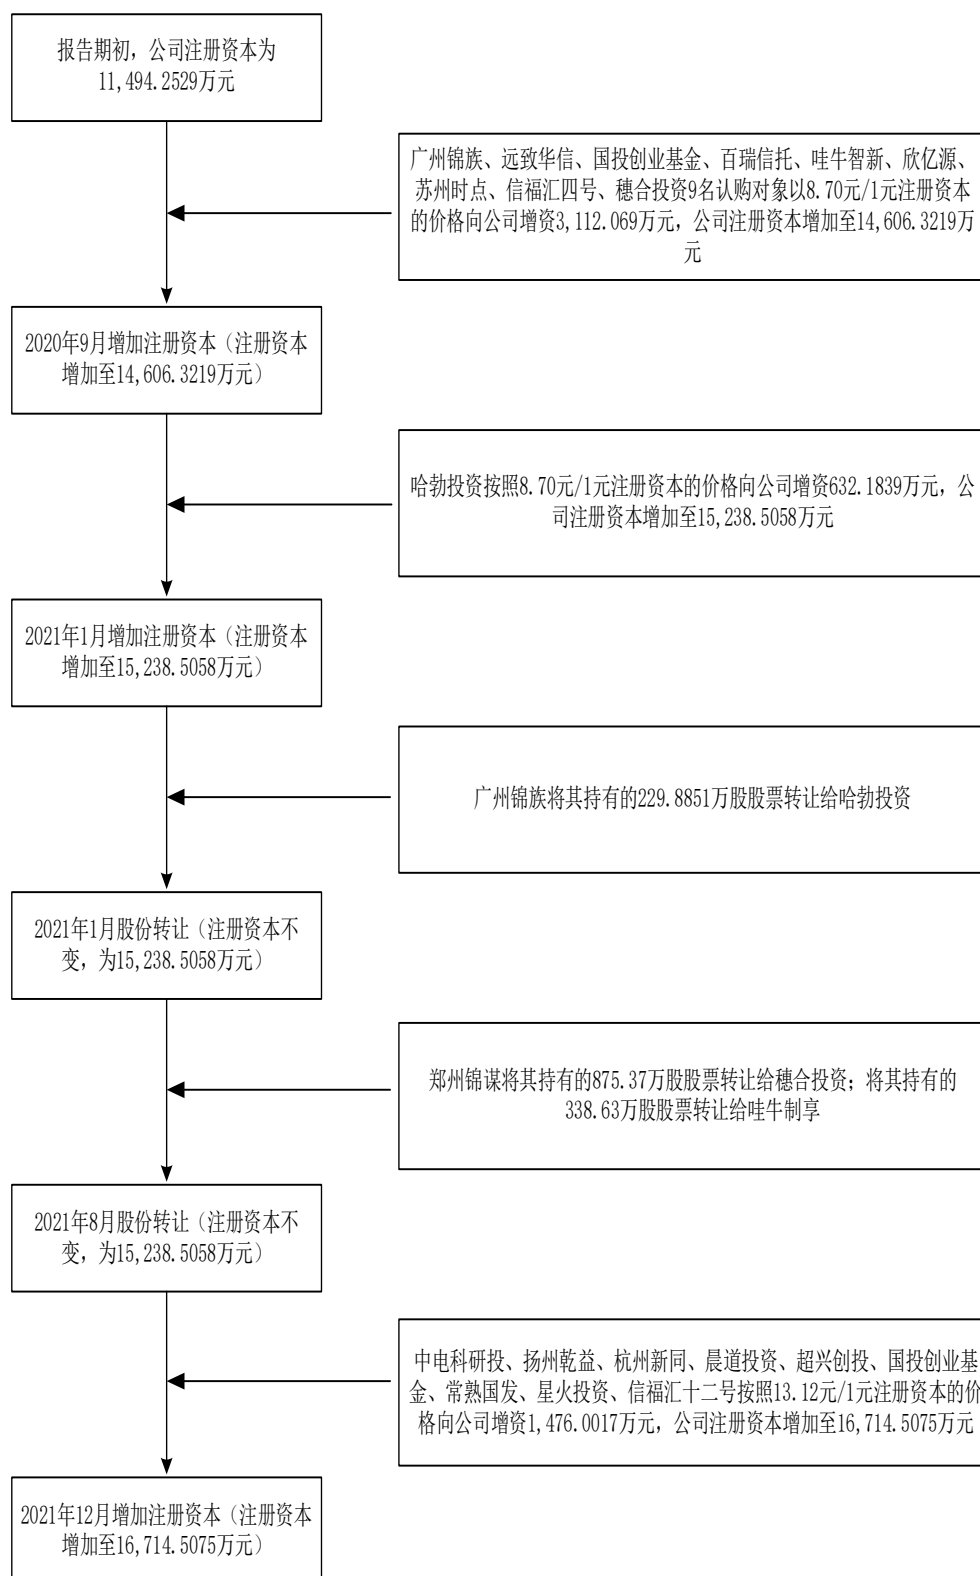 报告期初，公司注册资本为
11,494.2529万元
广州锦族、远致华信、国投创业基金、百瑞信托、哇牛智新、欣亿源、
苏州时点、信福汇四号、穗合投资9名认购对象以8.70元/1元注册资本
的价格向公司增资3,112.069万元，公司注册资本增加至14,606.3219万
元
2020年9月增加注册资本（注册资本
增加至14,606.3219万元）
哈勃投资按照8.70元/1元注册资本的价格向公司增资632.1839万元，公
司注册资本增加至15,238.5058万元
2021年1月增加注册资本（注册资本
增加至15,238.5058万元）
广州锦族将其持有的229.8851万股股票转让给哈勃投资
2021年1月股份转让（注册资本不
变，为15,238.5058万元）
郑州锦谋将其持有的875.37万股股票转让给穗合投资；将其持有的
338.63万股股票转让给哇牛制享
2021年8月股份转让（注册资本不
变，为15,238.5058万元）
中电科研投、扬州乾益、杭州新同、晨道投资、超兴创投、国投创业基
金、常熟国发、星火投资、信福汇十二号按照13.12元/1元注册资本的价
格向公司增资1,476.0017万元，公司注册资本增加至16,714.5075万元
2021年12月增加注册资本（注册资本
增加至16,714.5075万元）